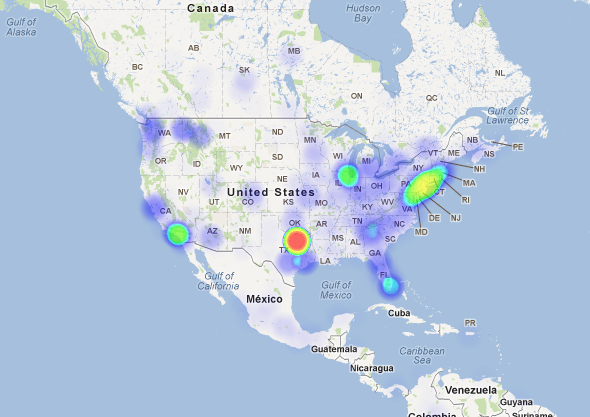 Canada
Hudson
Bay
Gulf of
Alaska
AB
MB
SK
BC
NL
ON
QC
Gulf of St
Lawrence
NB
PE
WA
MT
ND
MN
VT
ME
NS
OR
ID
SD
WI
MI
NY
NH
WY
IA
MA
NE
PA
CT
RI
NV
UT
United States
IN
OH
CO
KS
MO
WV
VA
NJ
CA
KY
DE
MD
AZ
NM
OK
AR
TN
NC
SC
TX
MS
AL
GA
LA
FL
Gulf of
California
Gulf of
Mexico
México
Cuba
PR
Guatemala
Caribbean
Sea
Nicaragua
Venezuela
Guyana
Colombia
Suriname